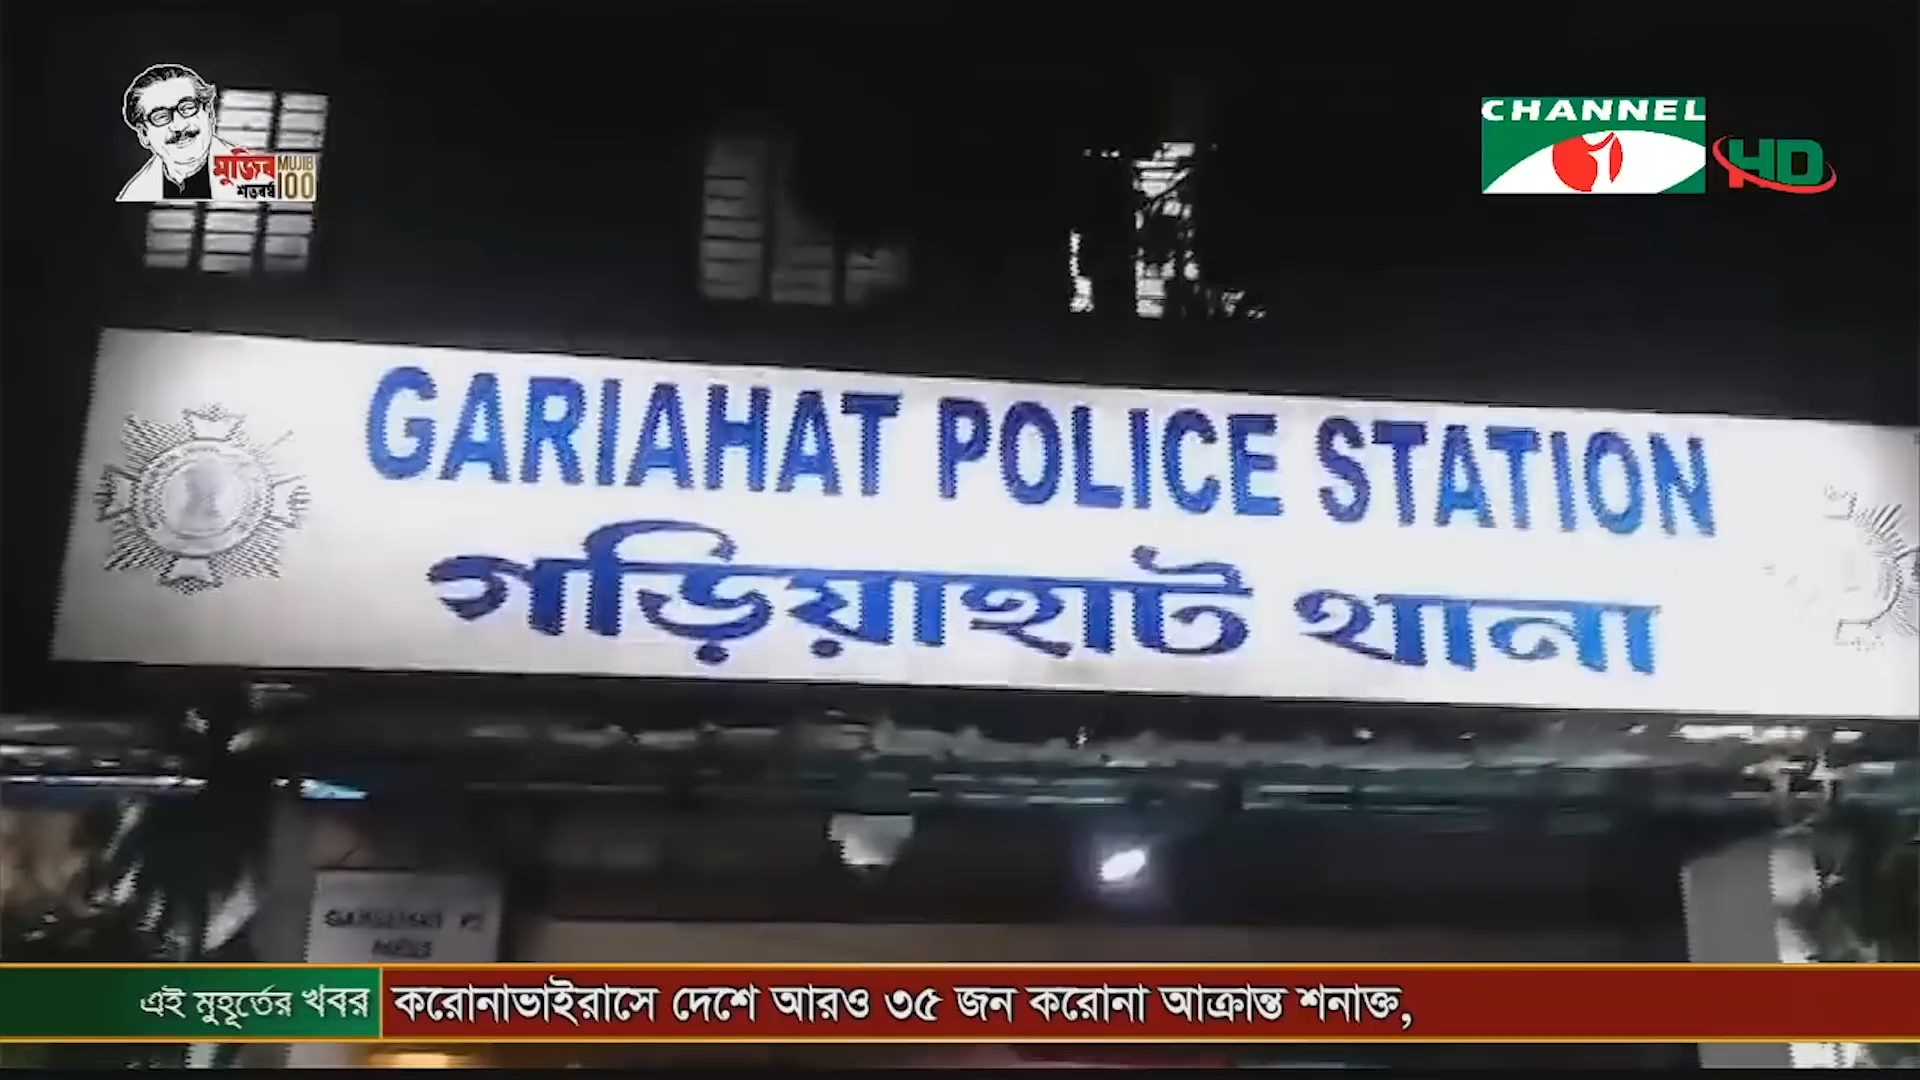 মুজিব
শতবর্ষ
MUJIB
100
CHANNEL
HD
GARIAHAT POLICE STATION
গড়িয়াহাট থানা
এই মুহূর্তের খবর
করোনাভাইরাসে দেশে আরও ৩৫ জন করোনা আক্রান্ত শনাক্ত,